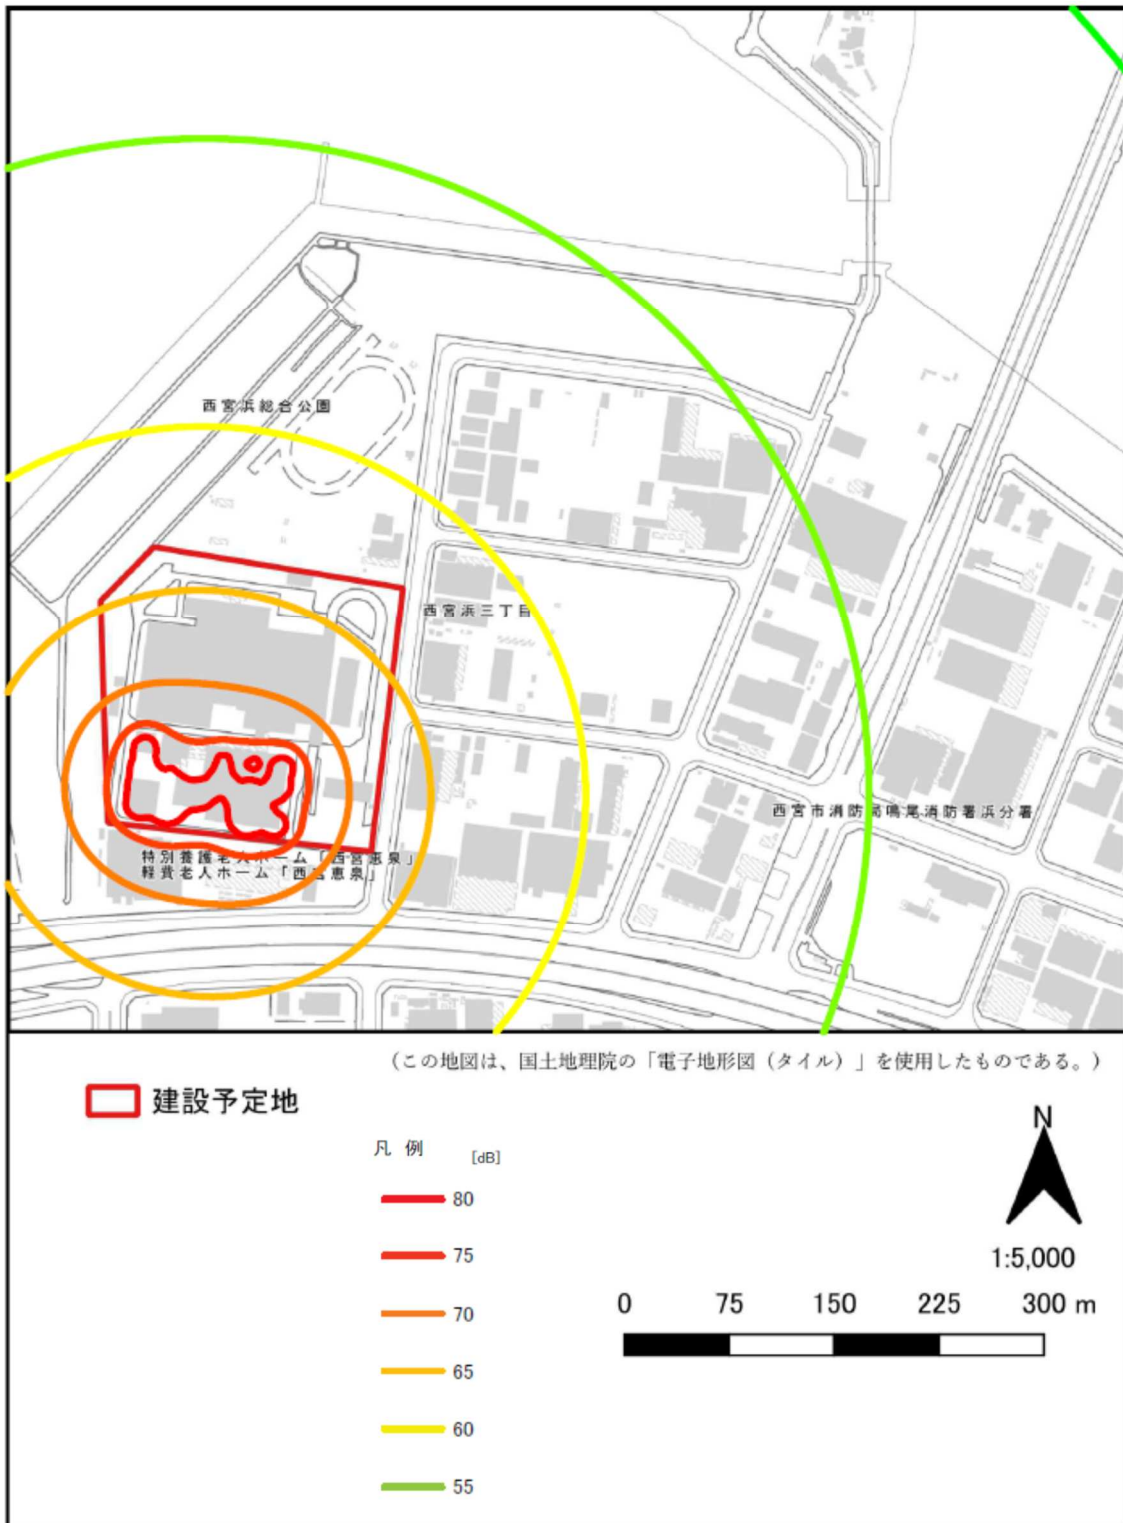 西宮浜総合公園
西宮浜三丁目
西宮市消防局鳴尾消防署浜分署
特別養護老人ホーム「西宮恵泉」
軽費老人ホーム「西宮恵泉」
(この地図は、国土地理院の「電子地形図（タイル）」を使用したものである。)
建設予定地
N
凡 例 [dB]
80
75
1:5,000
70
0 75 150 225 300 m
65
60
55